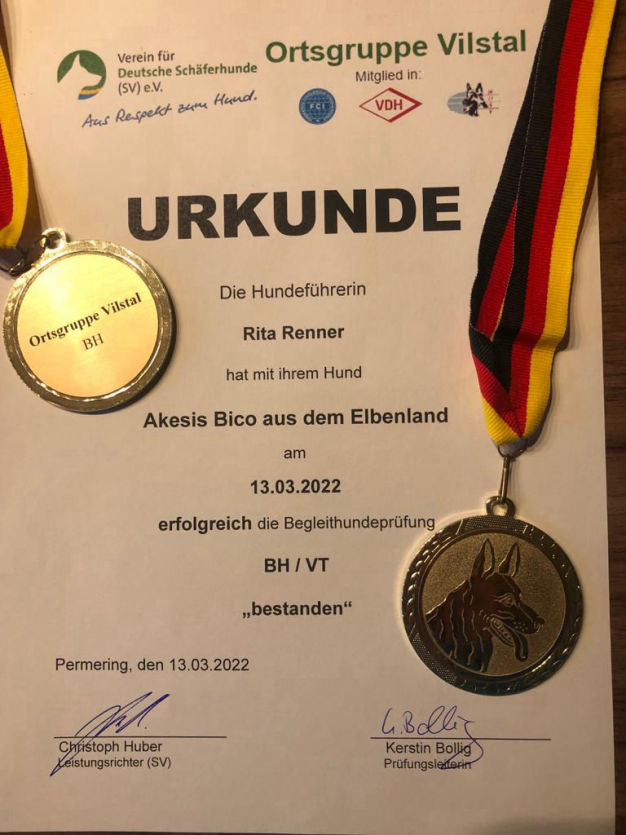 Verein für
Deutsche Schäferhunde
(SV) e.V.
Aus Respekt zum Hund.
Ortsgruppe Vilstal
Mitglied in:
FCI
VDH
URKUNDE
Ortsgruppe Vilstal
BH
Die Hundeführerin
Rita Renner
hat mit ihrem Hund
Akesis Bico aus dem Elbenland
am
13.03.2022
erfolgreich die Begleithundeprüfung
BH / VT
„bestanden“
Permering, den 13.03.2022
K.Bollig
Christoph Huber
Leistungsrichter (SV)
Kerstin Bollig
Prüfungsleiterin